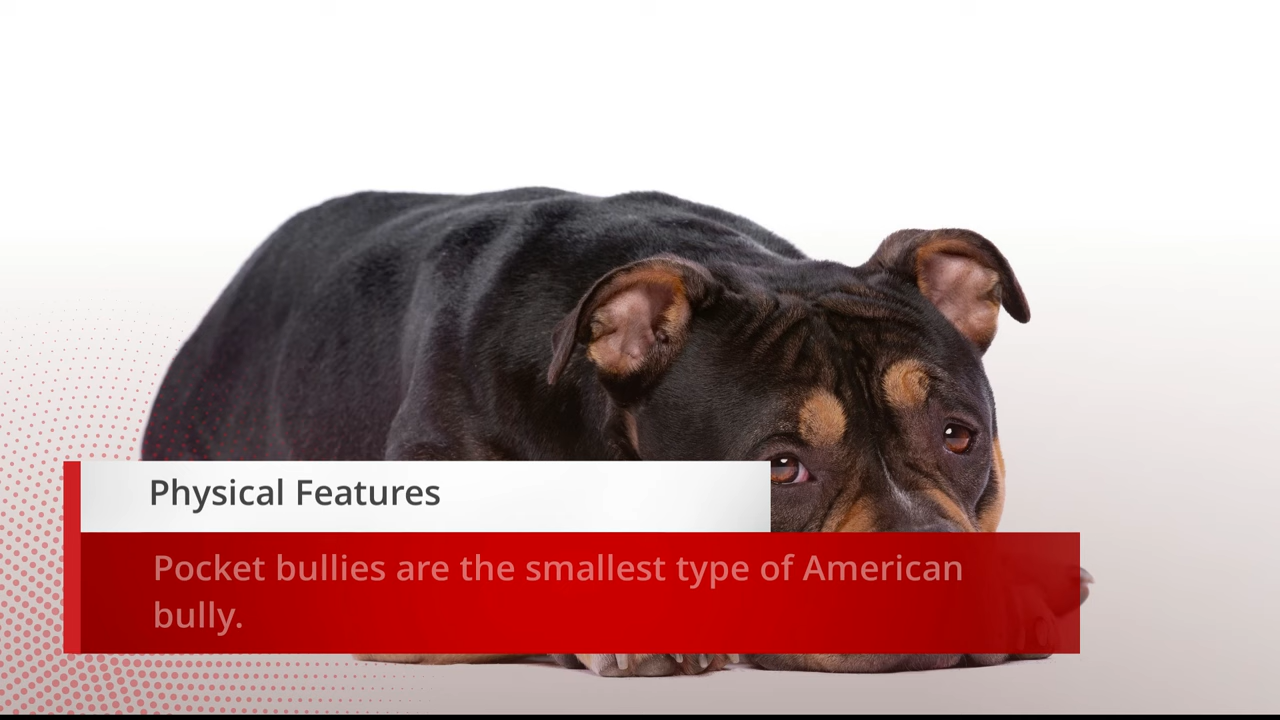 Physical Features
Pocket bullies are the smallest type of American
bully.